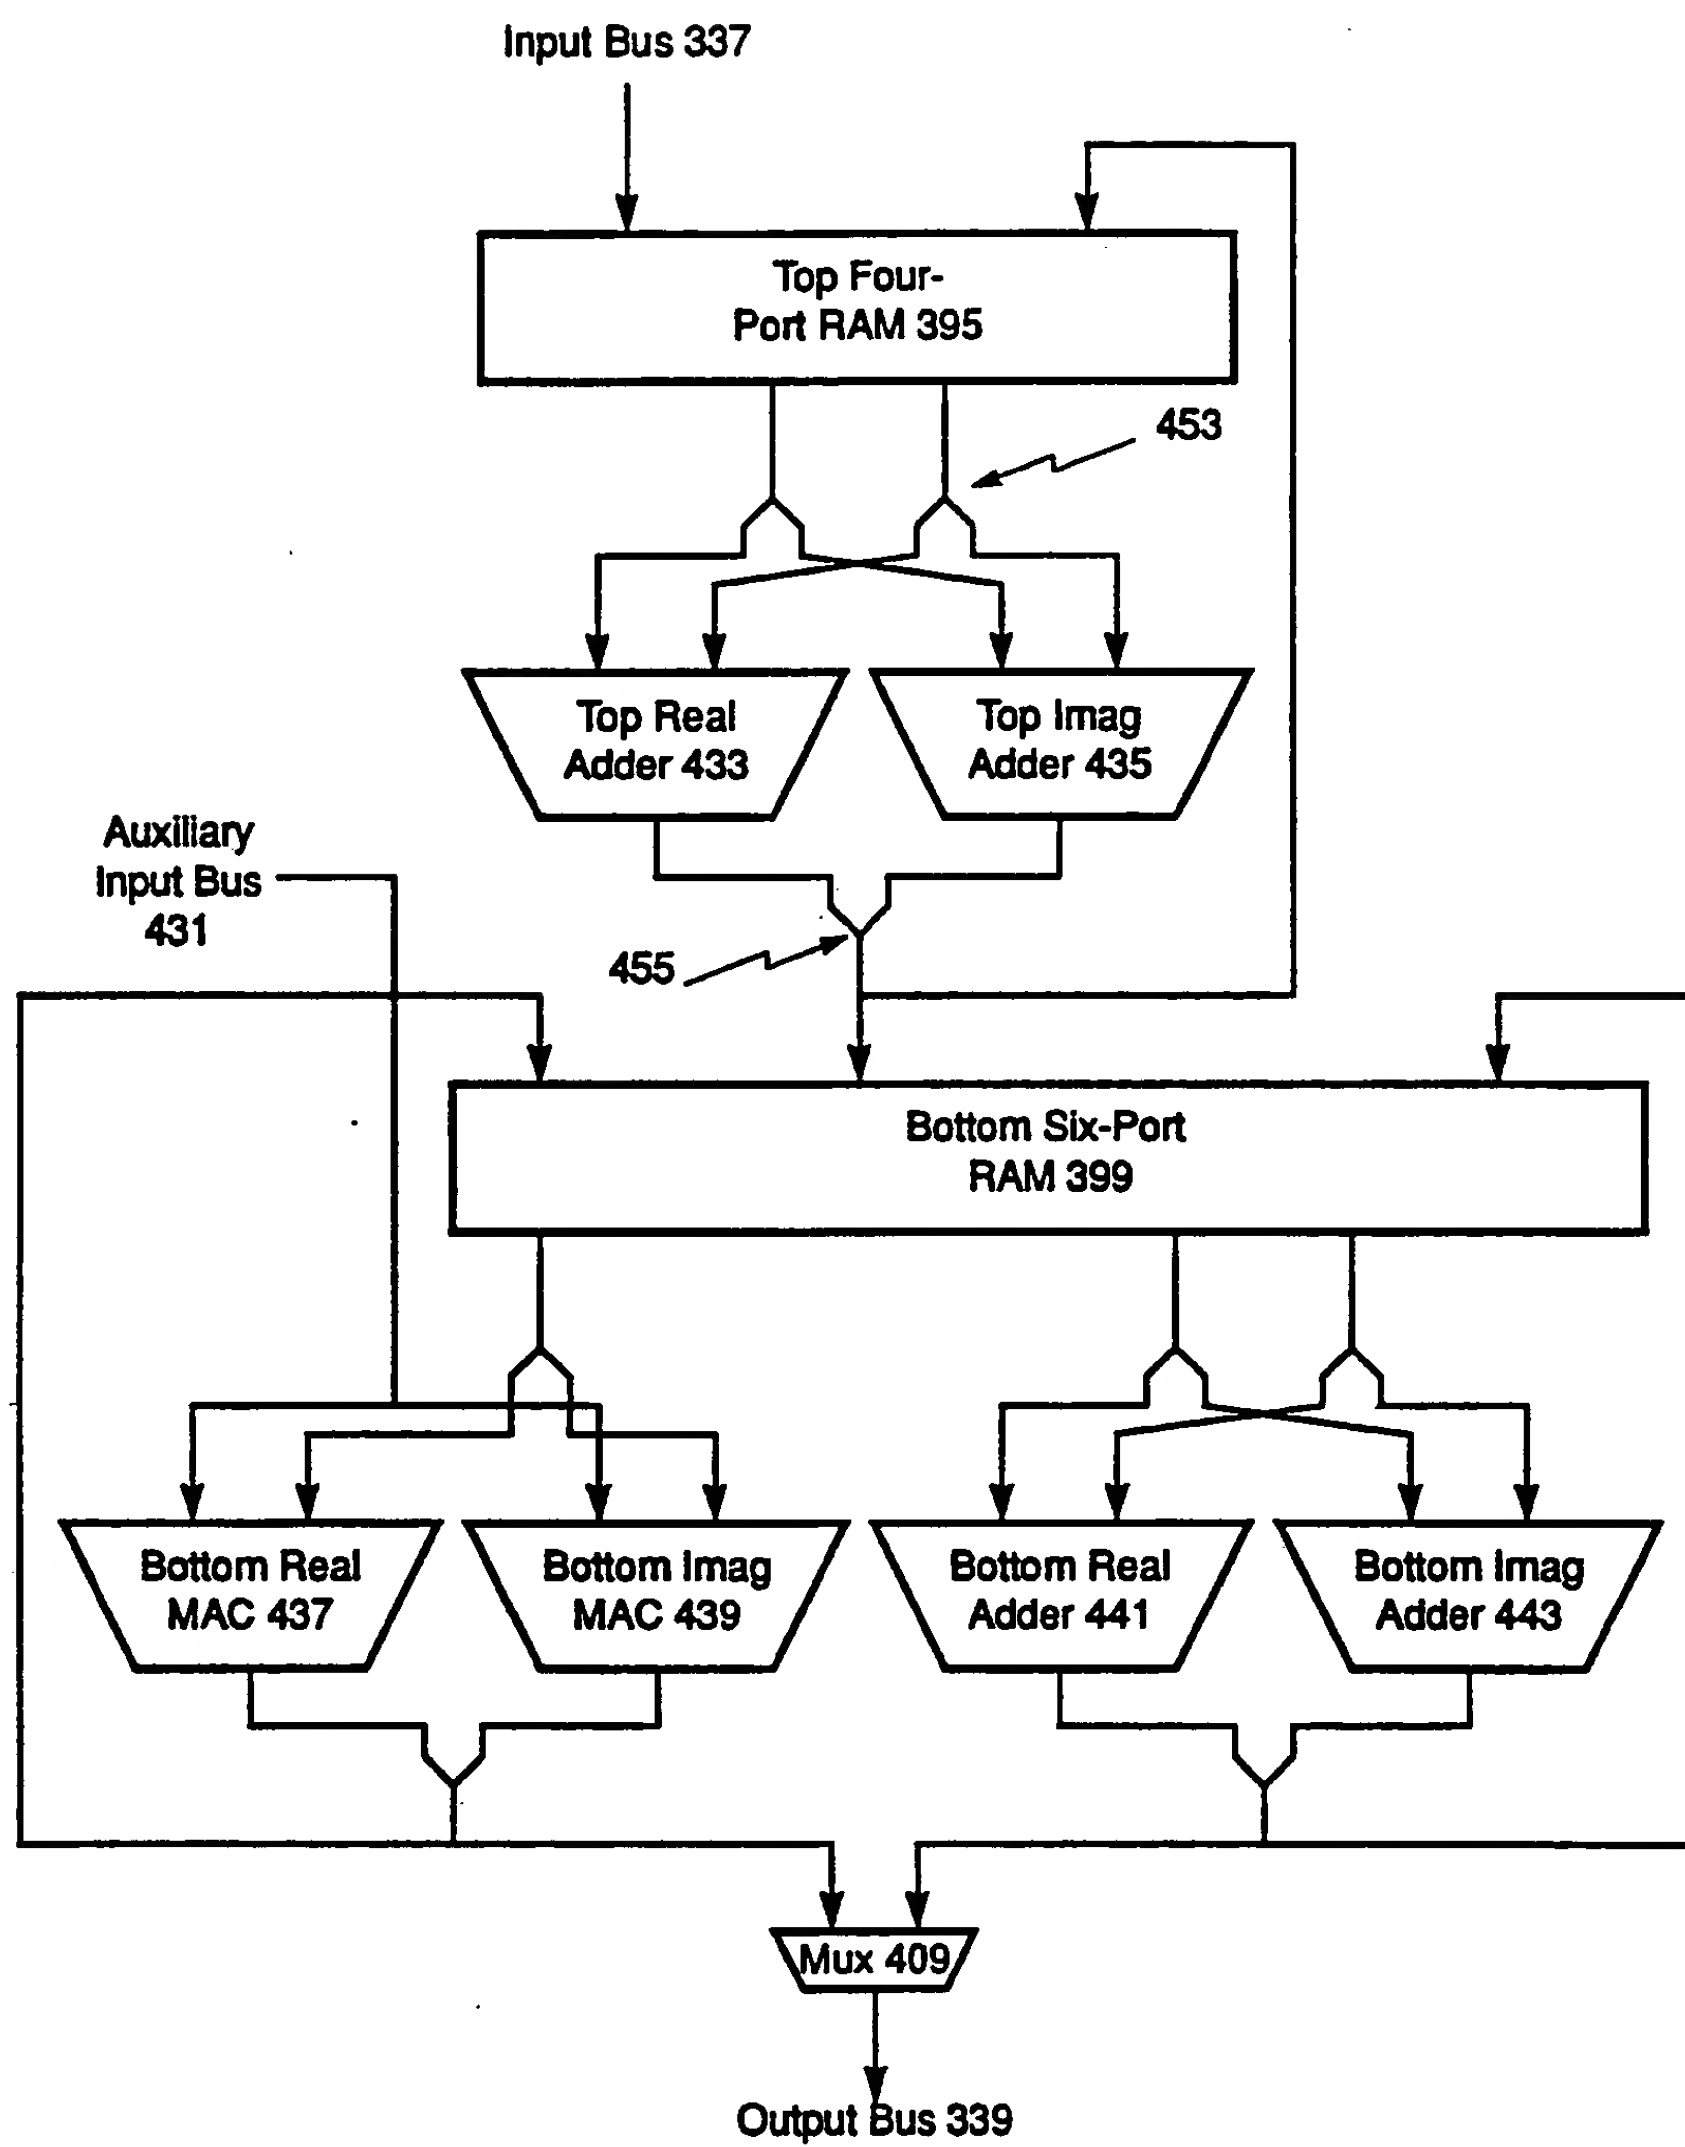 Input Bus 337
Top Four-
Port RAM 395
453
Top Real
Adder 433
Top Imag
Adder 435
Auxiliary
Input Bus
431
455
Bottom Six-Port
RAM 399
Bottom Real
MAC 437
Bottom Imag
MAC 439
Bottom Real
Adder 441
Bottom Imag
Adder 443
Mux 409
Output Bus 339